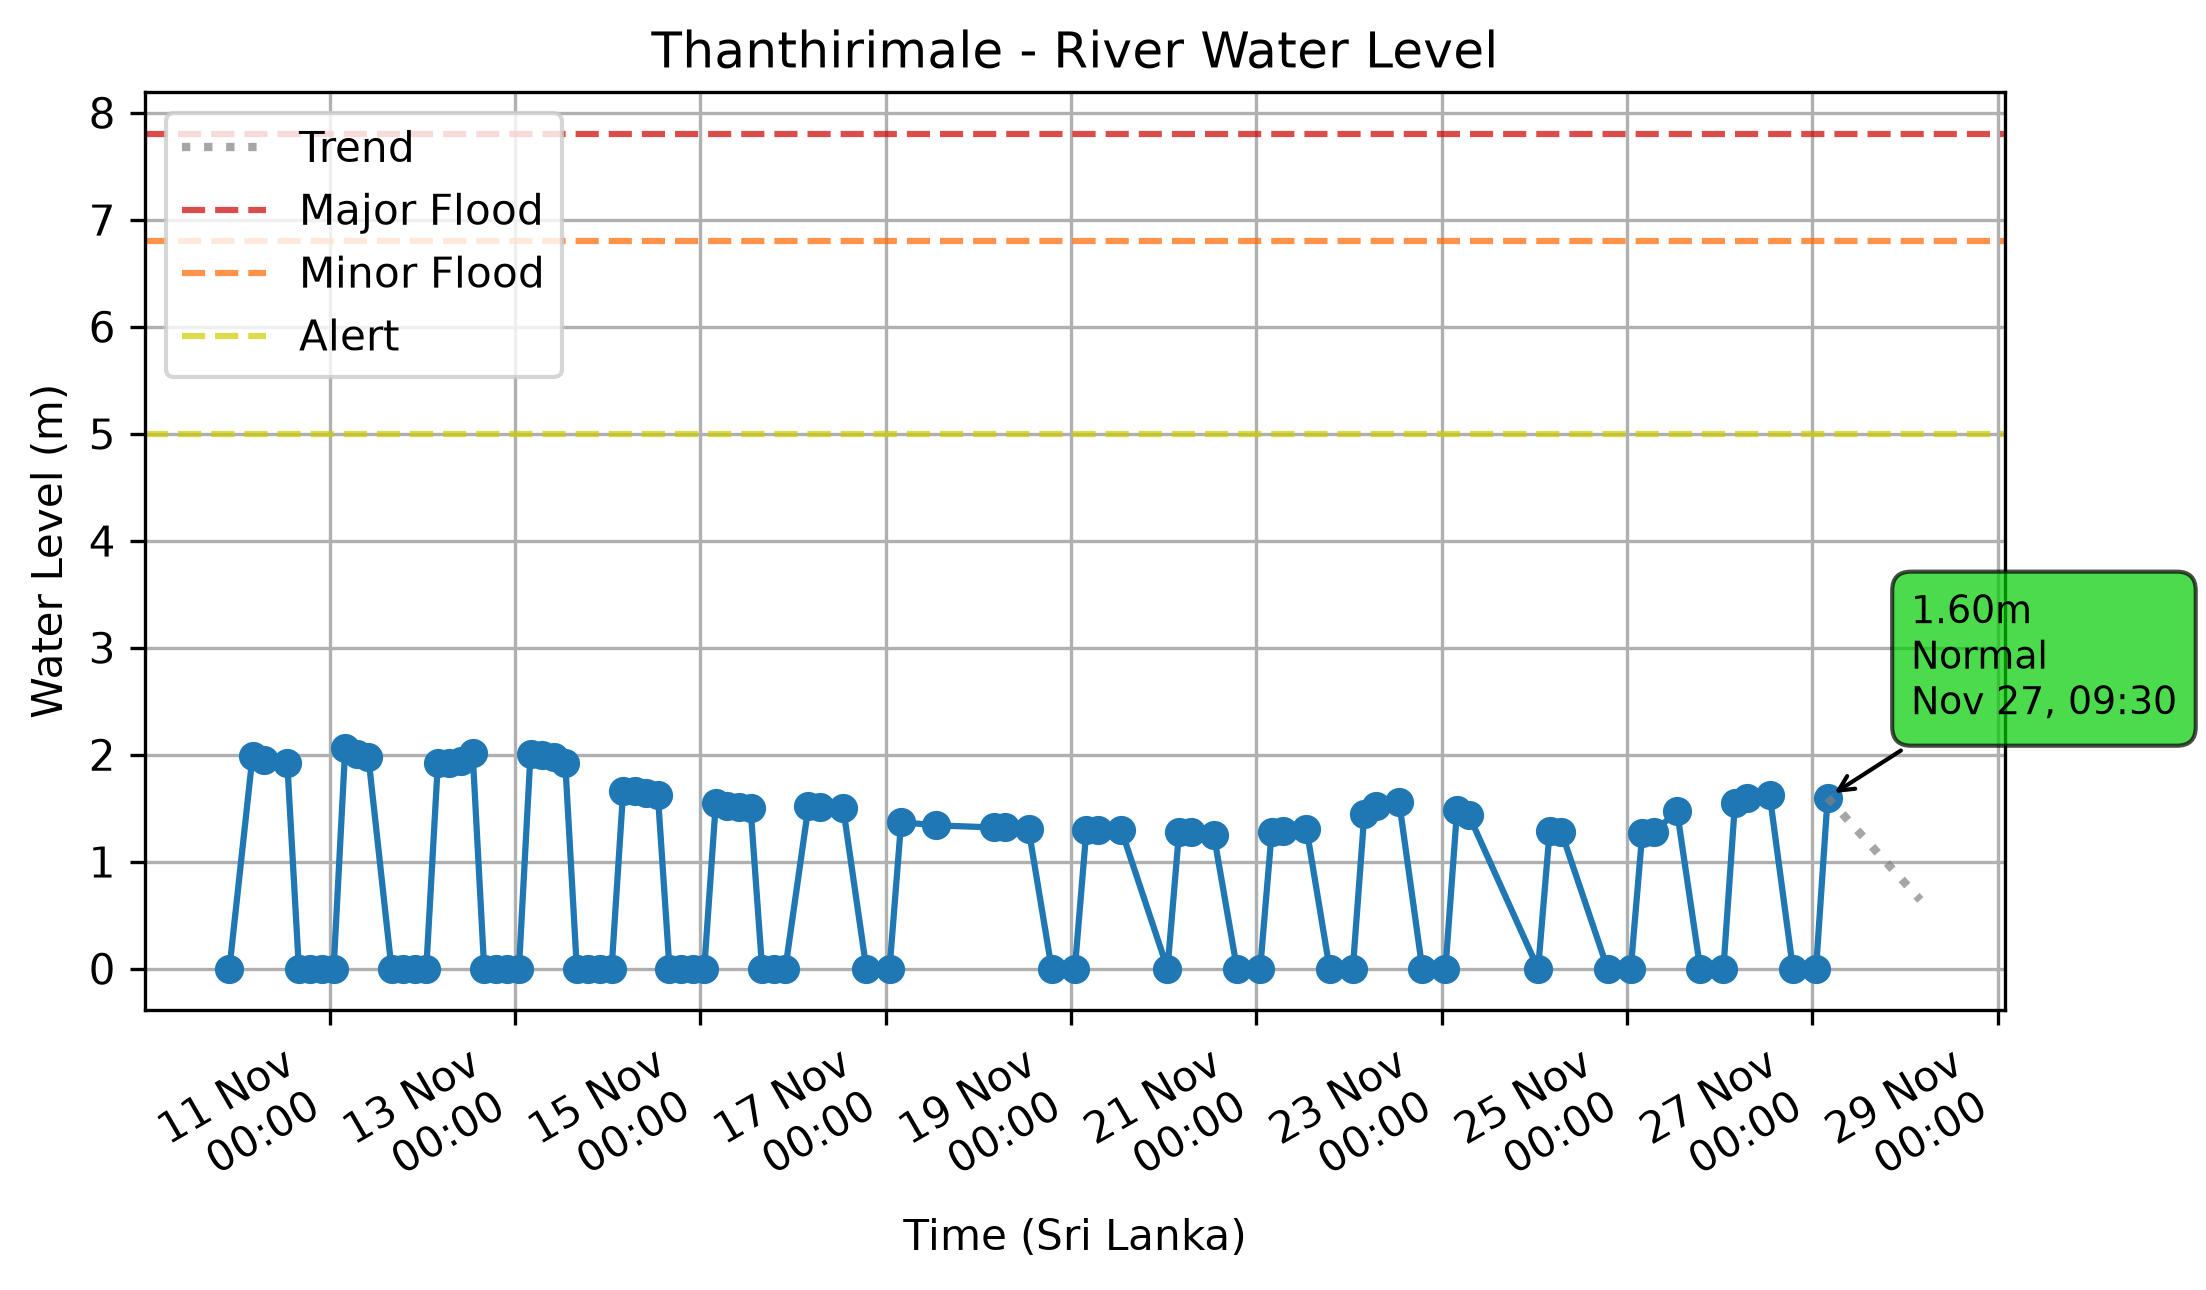 Thanthirimale - River Water Level
8
7
6
5
4
3
2
1
0
Water Level (m)
Trend
Major Flood
Minor Flood
Alert
1.60m
Normal
Nov 27, 09:30
11 Nov
00:00
13 Nov
00:00
15 Nov
00:00
17 Nov
00:00
19 Nov
00:00
21 Nov
00:00
23 Nov
00:00
25 Nov
00:00
27 Nov
00:00
29 Nov
00:00
Time (Sri Lanka)